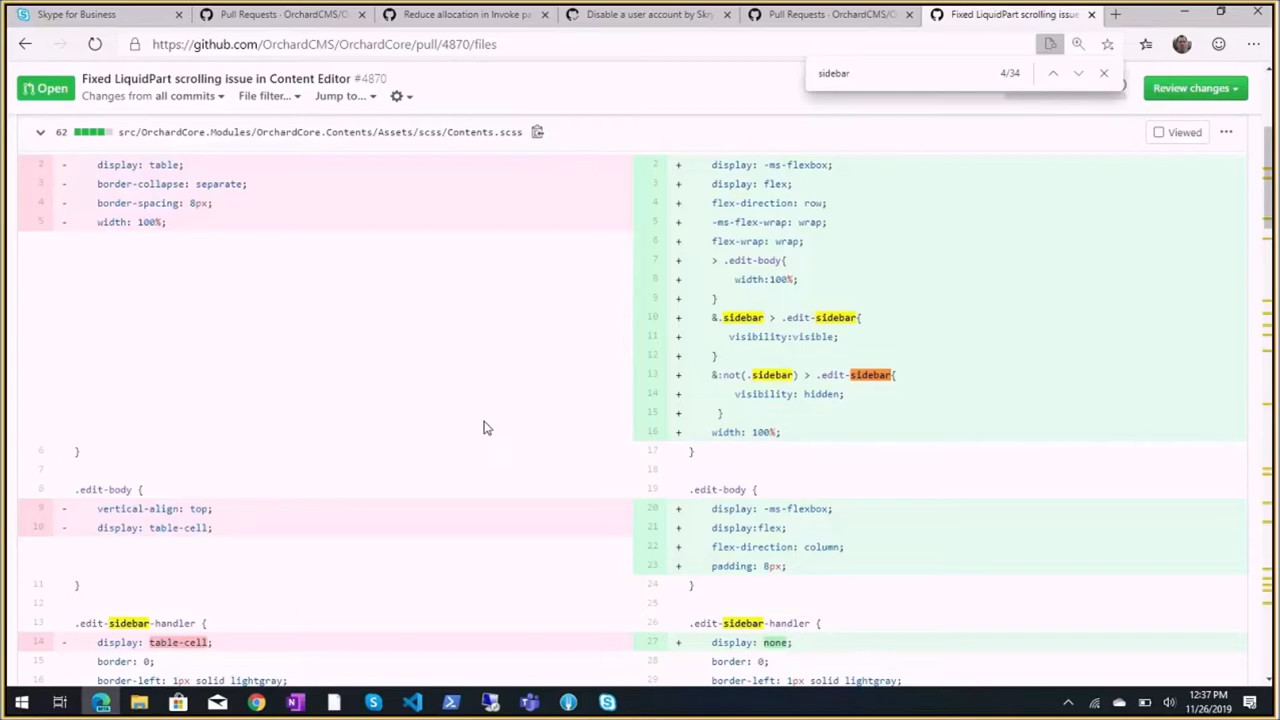 Skype for Business
Pull Requests · OrchardCMS/C
Reduce allocation in Invoke pa
Disable a user account by Skry
Pull Requests · OrchardCMS/C
Fixed LiquidPart scrolling issue
https://github.com/OrchardCMS/OrchardCore/pull/4870/files
sidebar 4/34
Open
Fixed LiquidPart scrolling issue in Content Editor #4870
Changes from all commits File filter... Jump to...
Review changes
62 src/OrchardCore.Modules/OrchardCore.Contents/Assets/scss/Contents.scss Viewed
2 - display: table; 2 + display: -ms-flexbox;
3 - border-collapse: separate; 3 + display: flex;
4 - border-spacing: 8px; 4 + flex-direction: row;
5 - width: 100%; 5 + -ms-flex-wrap: wrap;
6 + flex-wrap: wrap;
7 + > .edit-body{
8 + width:100%;
9 + }
10 + &.sidebar > .edit-sidebar{
11 + visibility:visible;
12 + }
13 + &:not(.sidebar) > .edit-sidebar{
14 + visibility: hidden;
15 + }
16 + width: 100%;
6 } 17 }
7 18
8 .edit-body { 19 .edit-body {
9 - vertical-align: top; 20 + display: -ms-flexbox;
10 - display: table-cell; 21 + display:flex;
22 + flex-direction: column;
23 + padding: 8px;
11 } 24 }
12 25
13 .edit-sidebar-handler { 26 .edit-sidebar-handler {
14 - display: table-cell; 27 + display: none;
15 border: 0; 28 border: 0;
16 border-left: 1px solid lightgray; 29 border-left: 1px solid lightgray;
12:37 PM
11/26/2019